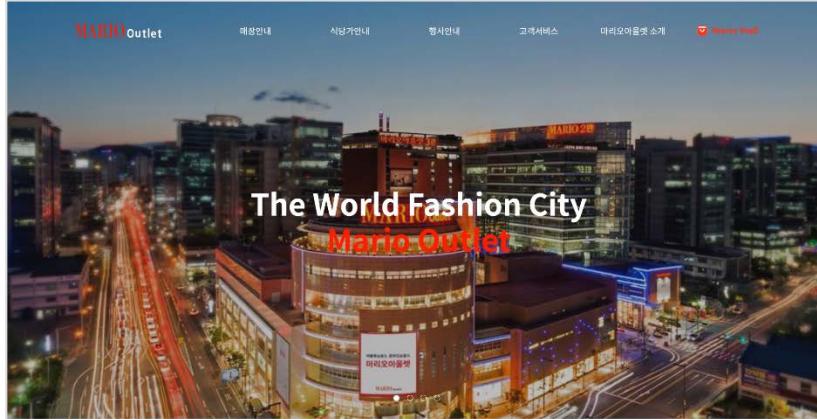 MARIO Outlet
매장안내
식당가안내
행사안내
고객서비스
마리오아울렛 소개
MARIO 2관
The World Fashion City
MARIO
Mario Outlet
마리오아울렛
MARIO